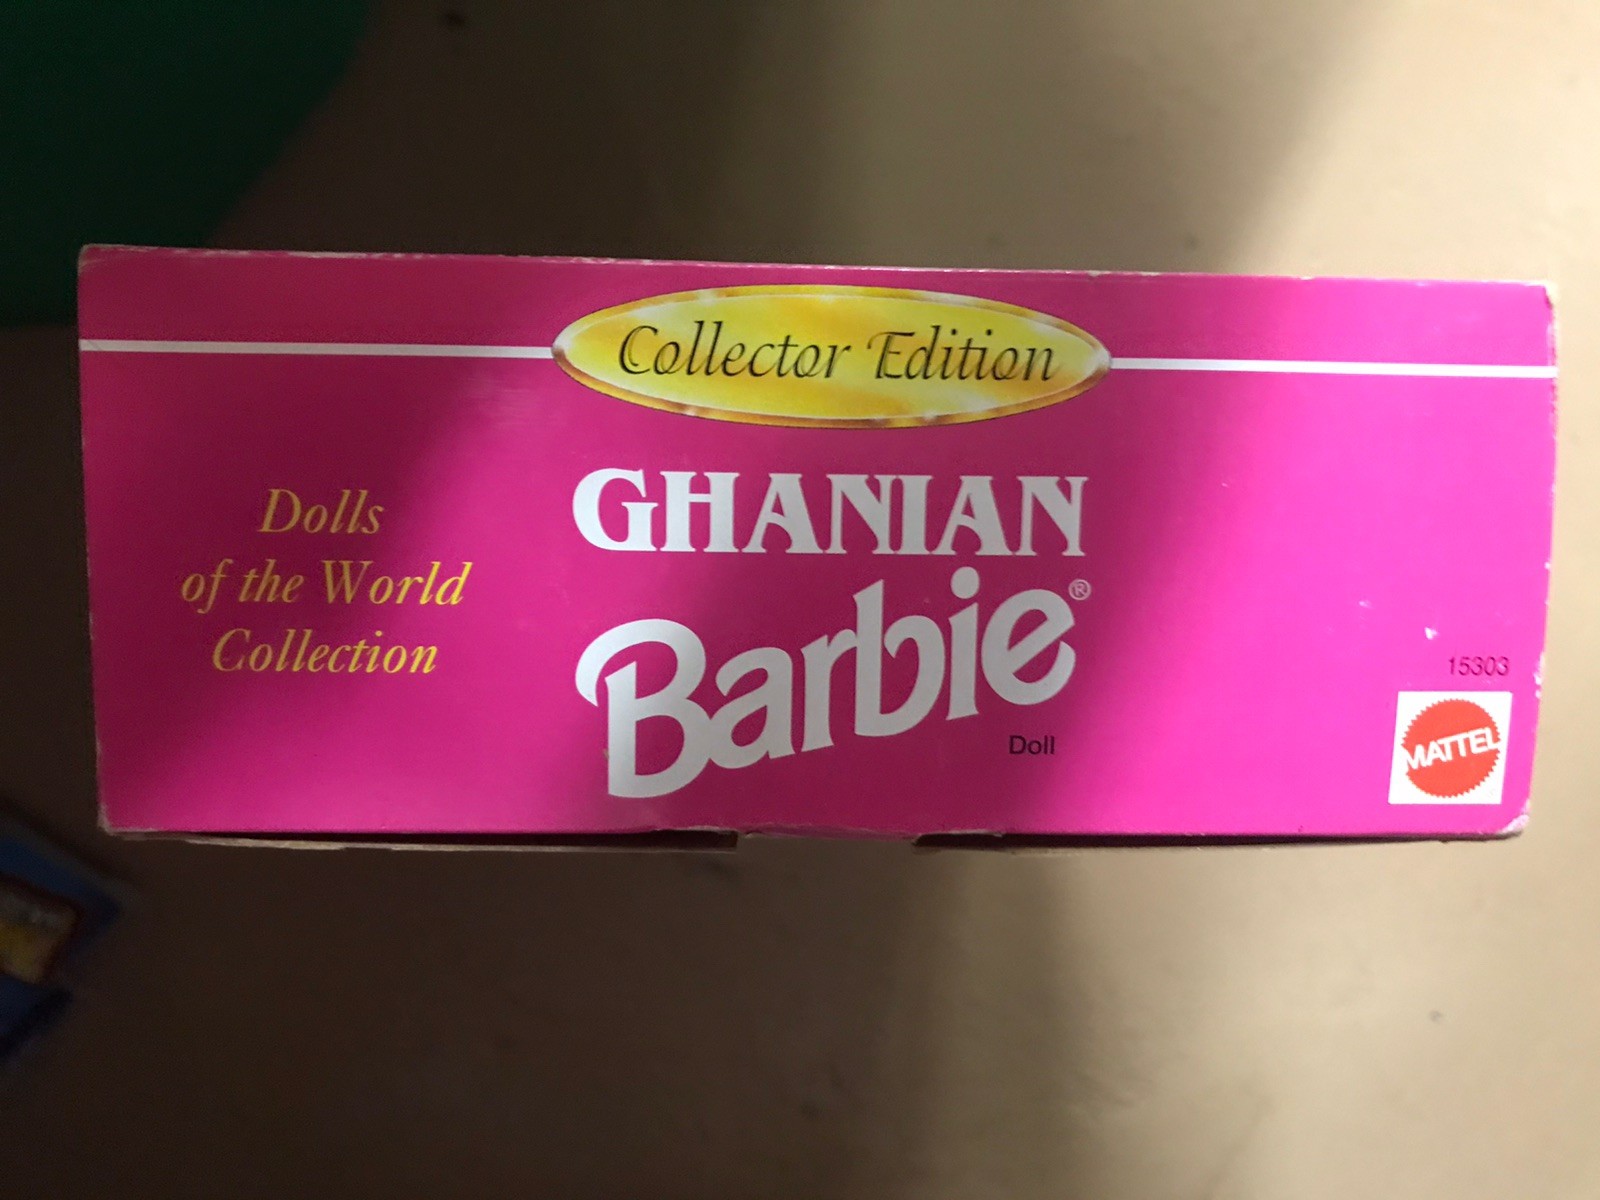 Collector Edition
Dolls
of the World
Collection
GHANIAN
Barbie®
Doll
15303
MATTEL